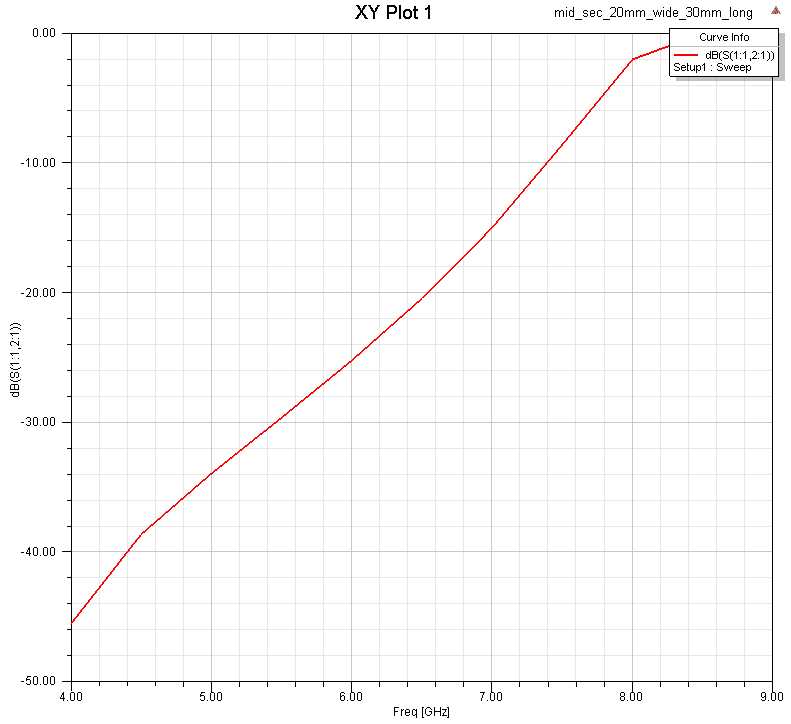 XY Plot 1
mid_sec_20mm_wide_30mm_long
Curve Info
dB(S(1:1,2:1))
Setup1 : Sweep
0.00
-10.00
-20.00
-30.00
-40.00
-50.00
dB(S(1:1,2:1))
4.00 5.00 6.00 7.00 8.00 9.00
Freq [GHz]